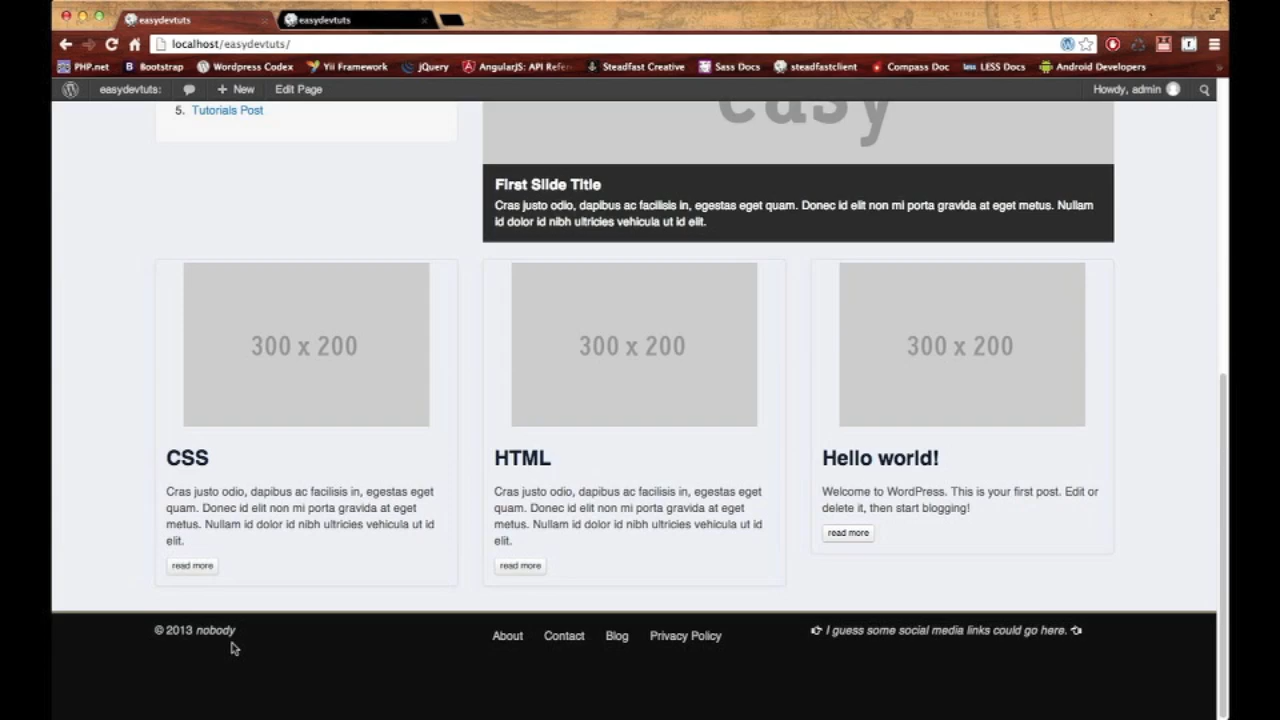 easydevtuts
easydevtuts
localhost/easydevtuts/
PHP.net
Bootstrap
Wordpress Codex
Yii Framework
jQuery
AngularJS: API Refer
Steadfast Creative
Sass Docs
steadfastclient
Compass Doc
LESS Docs
Android Developers
easydevtuts:
+ New
Edit Page
Howdy, admin
5. Tutorials Post
easy
First Slide Title
Cras justo odio, dapibus ac facilisis in, egestas eget quam. Donec id elit non mi porta gravida at eget metus. Nullam
id dolor id nibh ultricies vehicula ut id elit.
300 x 200
CSS
Cras justo odio, dapibus ac facilisis in, egestas eget
quam. Donec id elit non mi porta gravida at eget
metus. Nullam id dolor id nibh ultricies vehicula ut id
elit.
read more
300 x 200
HTML
Cras justo odio, dapibus ac facilisis in, egestas eget
quam. Donec id elit non mi porta gravida at eget
metus. Nullam id dolor id nibh ultricies vehicula ut id
elit.
read more
300 x 200
Hello world!
Welcome to WordPress. This is your first post. Edit or
delete it, then start blogging!
read more
© 2013 nobody
About
Contact
Blog
Privacy Policy
I guess some social media links could go here.